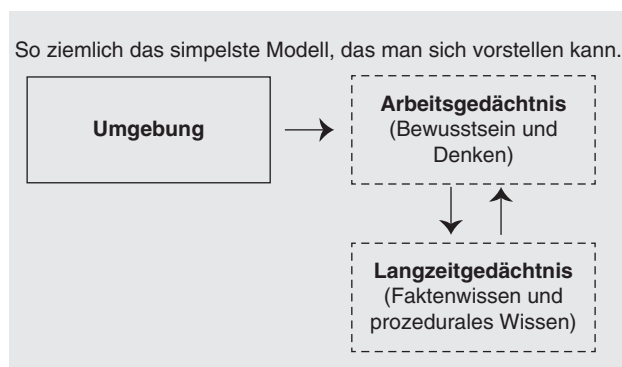 So ziemlich das simpelste Modell, das man sich vorstellen kann.
Umgebung
Arbeitsgedächtnis
(Bewusstsein und
Denken)
Langzeitgedächtnis
(Faktenwissen und
prozedurales Wissen)